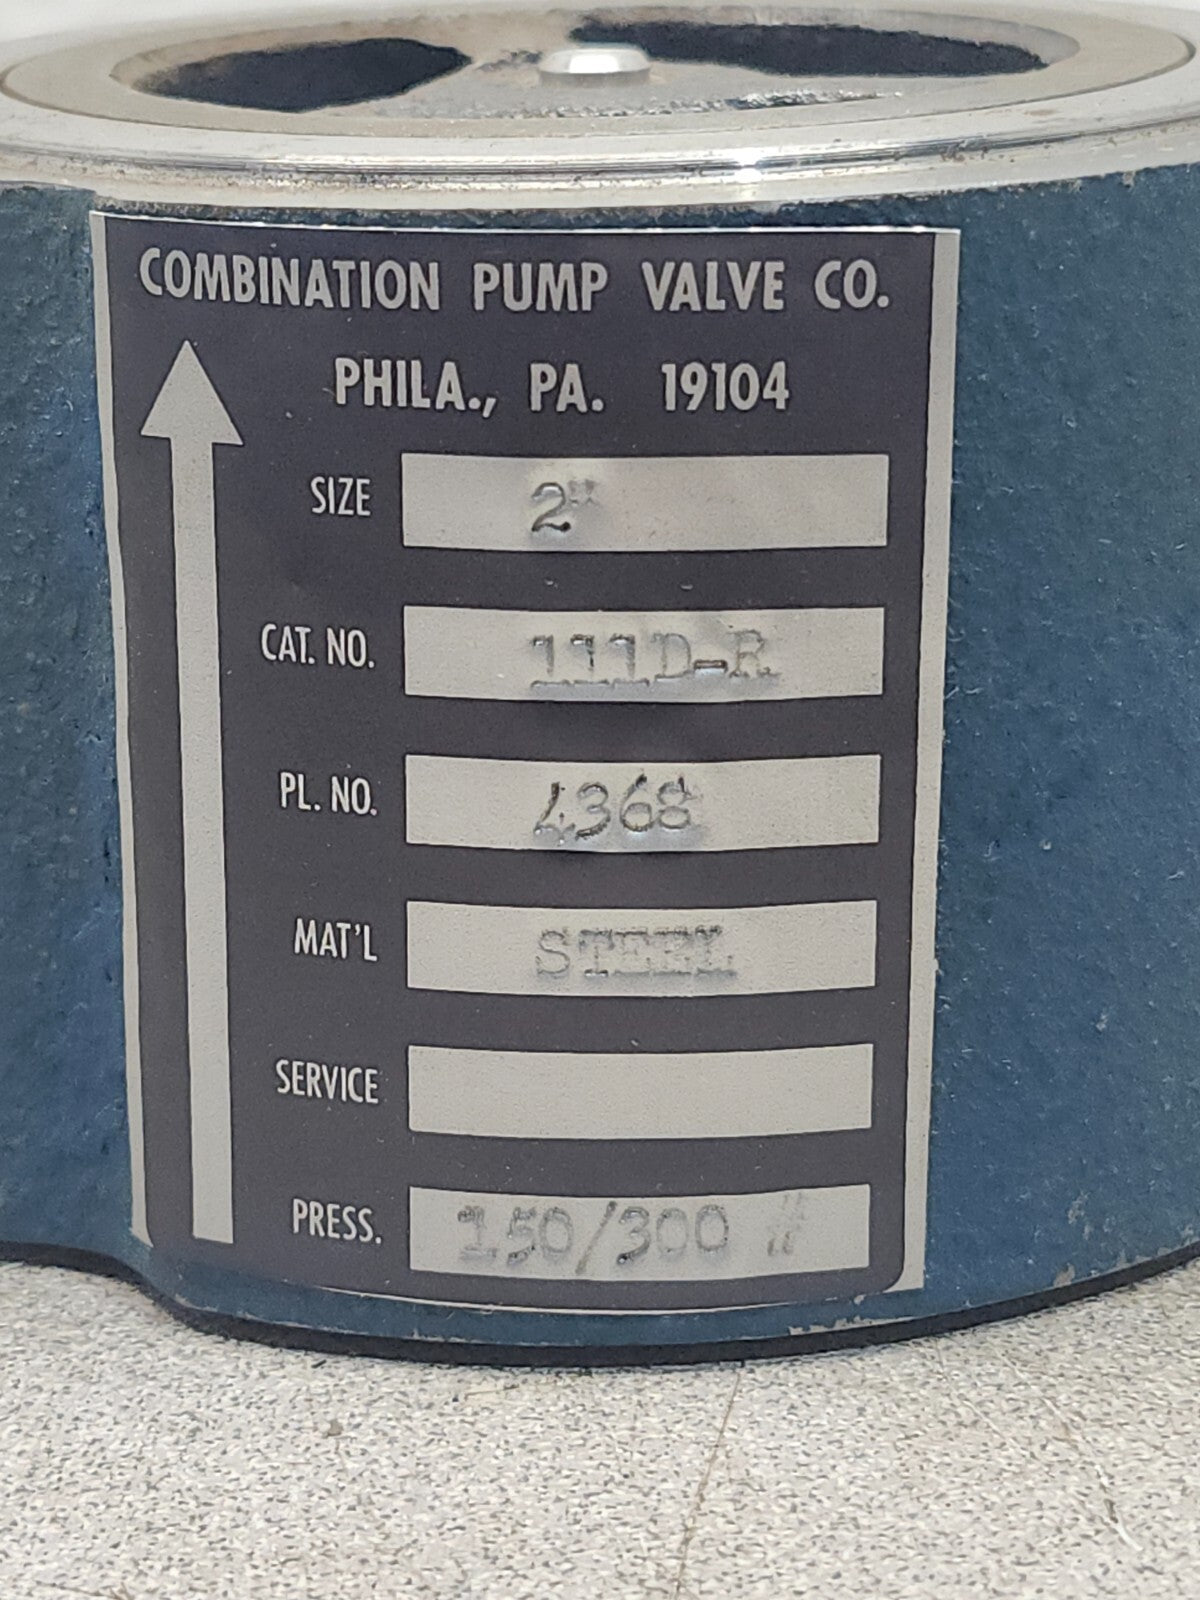 COMBINATION PUMP VALVE CO.
PHILA., PA. 19104
SIZE 2"
CAT. NO. 111D-R
PL. NO. 4368
MAT'L STEEL
SERVICE
PRESS. 150/300 #